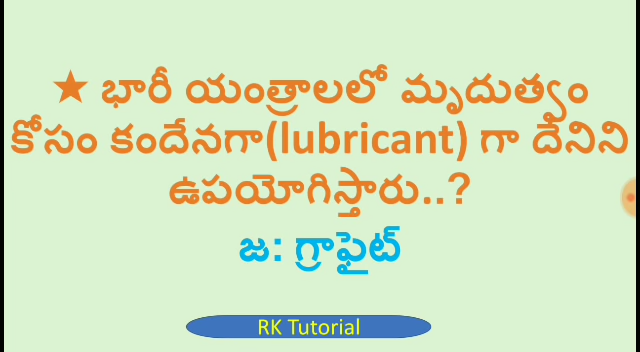 ★ భారీ యంత్రాలలో మృదుత్వం
కోసం కందేనగా(lubricant) గా దేనిని
ఉపయోగిస్తారు..?
జ: గ్రాఫైట్
RK Tutorial